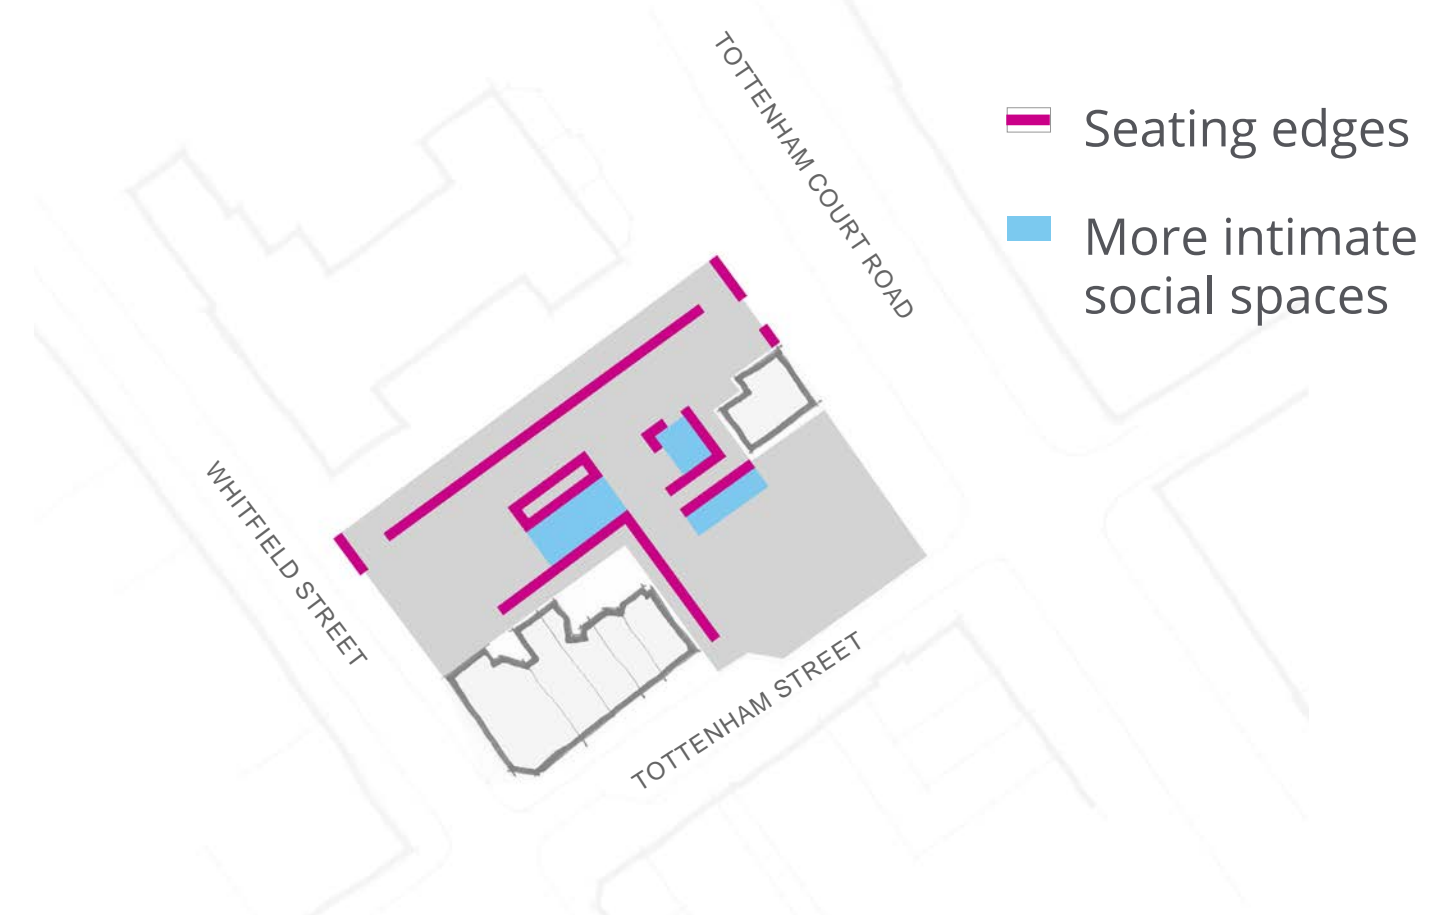 TOTTENHAM COURT ROAD
Seating edges
More intimate
social spaces
WHITFIELD STREET
TOTTENHAM STREET